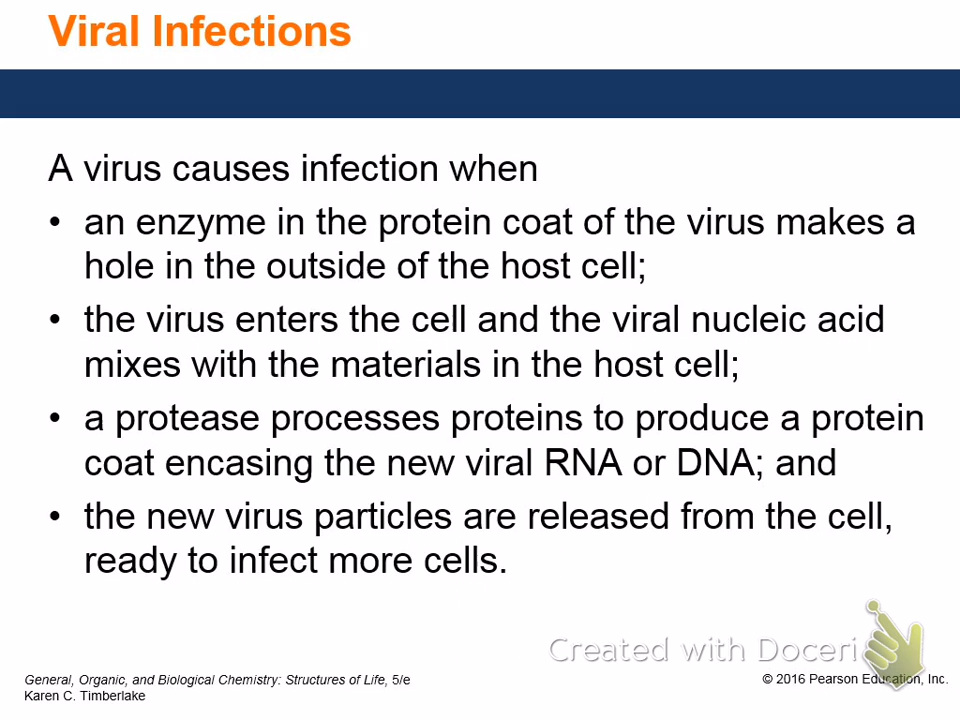 Viral Infections
A virus causes infection when
• an enzyme in the protein coat of the virus makes a
hole in the outside of the host cell;
• the virus enters the cell and the viral nucleic acid
mixes with the materials in the host cell;
• a protease processes proteins to produce a protein
coat encasing the new viral RNA or DNA; and
• the new virus particles are released from the cell,
ready to infect more cells.
Created with Doceri
General, Organic, and Biological Chemistry: Structures of Life, 5/e
Karen C. Timberlake
© 2016 Pearson Education, Inc.